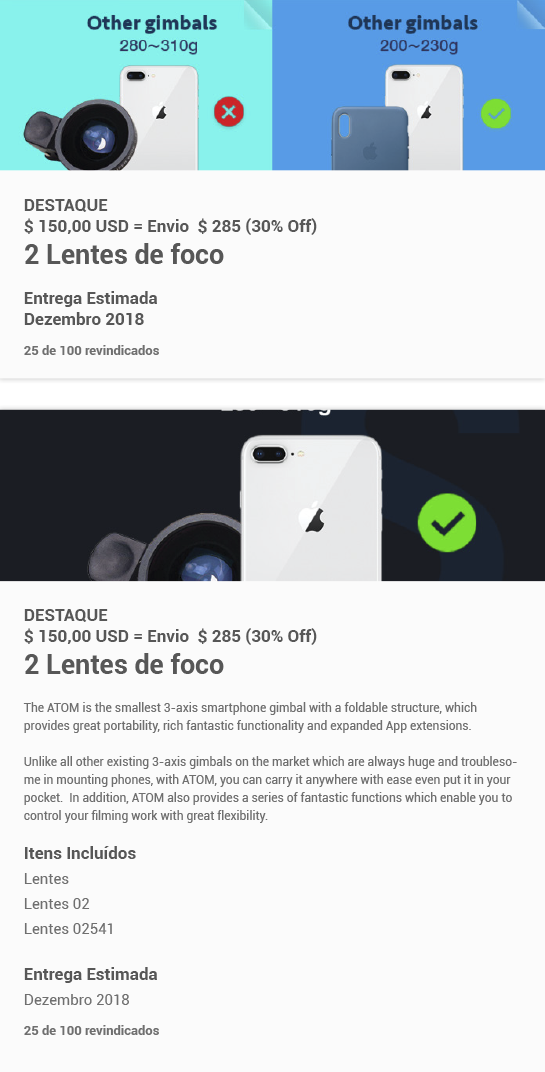 Other gimbals
280~310g
Other gimbals
200~230g
DESTAQUE
$ 150,00 USD = Envio  $ 285 (30% Off)
2 Lentes de foco
Entrega Estimada
Dezembro 2018
25 de 100 revindicados
DESTAQUE
$ 150,00 USD = Envio  $ 285 (30% Off)
2 Lentes de foco
The ATOM is the smallest 3-axis smartphone gimbal with a foldable structure, which
provides great portability, rich fantastic functionality and expanded App extensions.
Unlike all other existing 3-axis gimbals on the market which are always huge and troubleso-
me in mounting phones, with ATOM, you can carry it anywhere with ease even put it in your
pocket.  In addition, ATOM also provides a series of fantastic functions which enable you to
control your filming work with great flexibility.
Itens Incluídos
Lentes
Lentes 02
Lentes 02541
Entrega Estimada
Dezembro 2018
25 de 100 revindicados